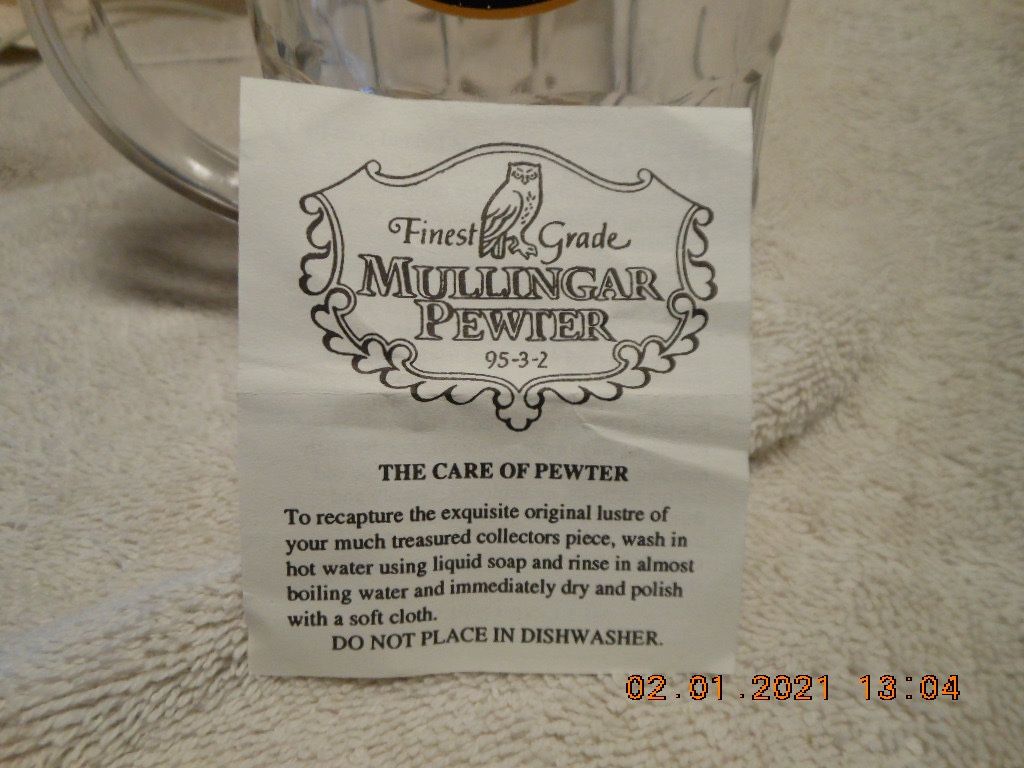 Finest Grade
MULLINGAR
PEWTER
95-3-2
THE CARE OF PEWTER
To recapture the exquisite original lustre of
your much treasured collectors piece, wash in
hot water using liquid soap and rinse in almost
boiling water and immediately dry and polish
with a soft cloth.
DO NOT PLACE IN DISHWASHER.
02.01.2021 13:04